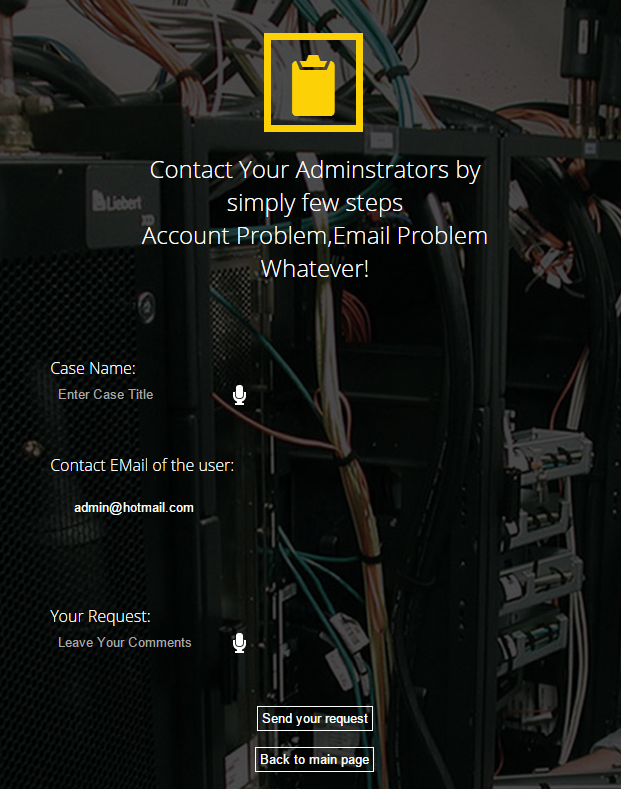 Contact Your Adminstrators by
simply few steps
Account Problem,Email Problem
Whatever!
Liebert
Case Name:
Enter Case Title
Contact EMail of the user:
admin@hotmail.com
Your Request:
Leave Your Comments
Send your request
Back to main page